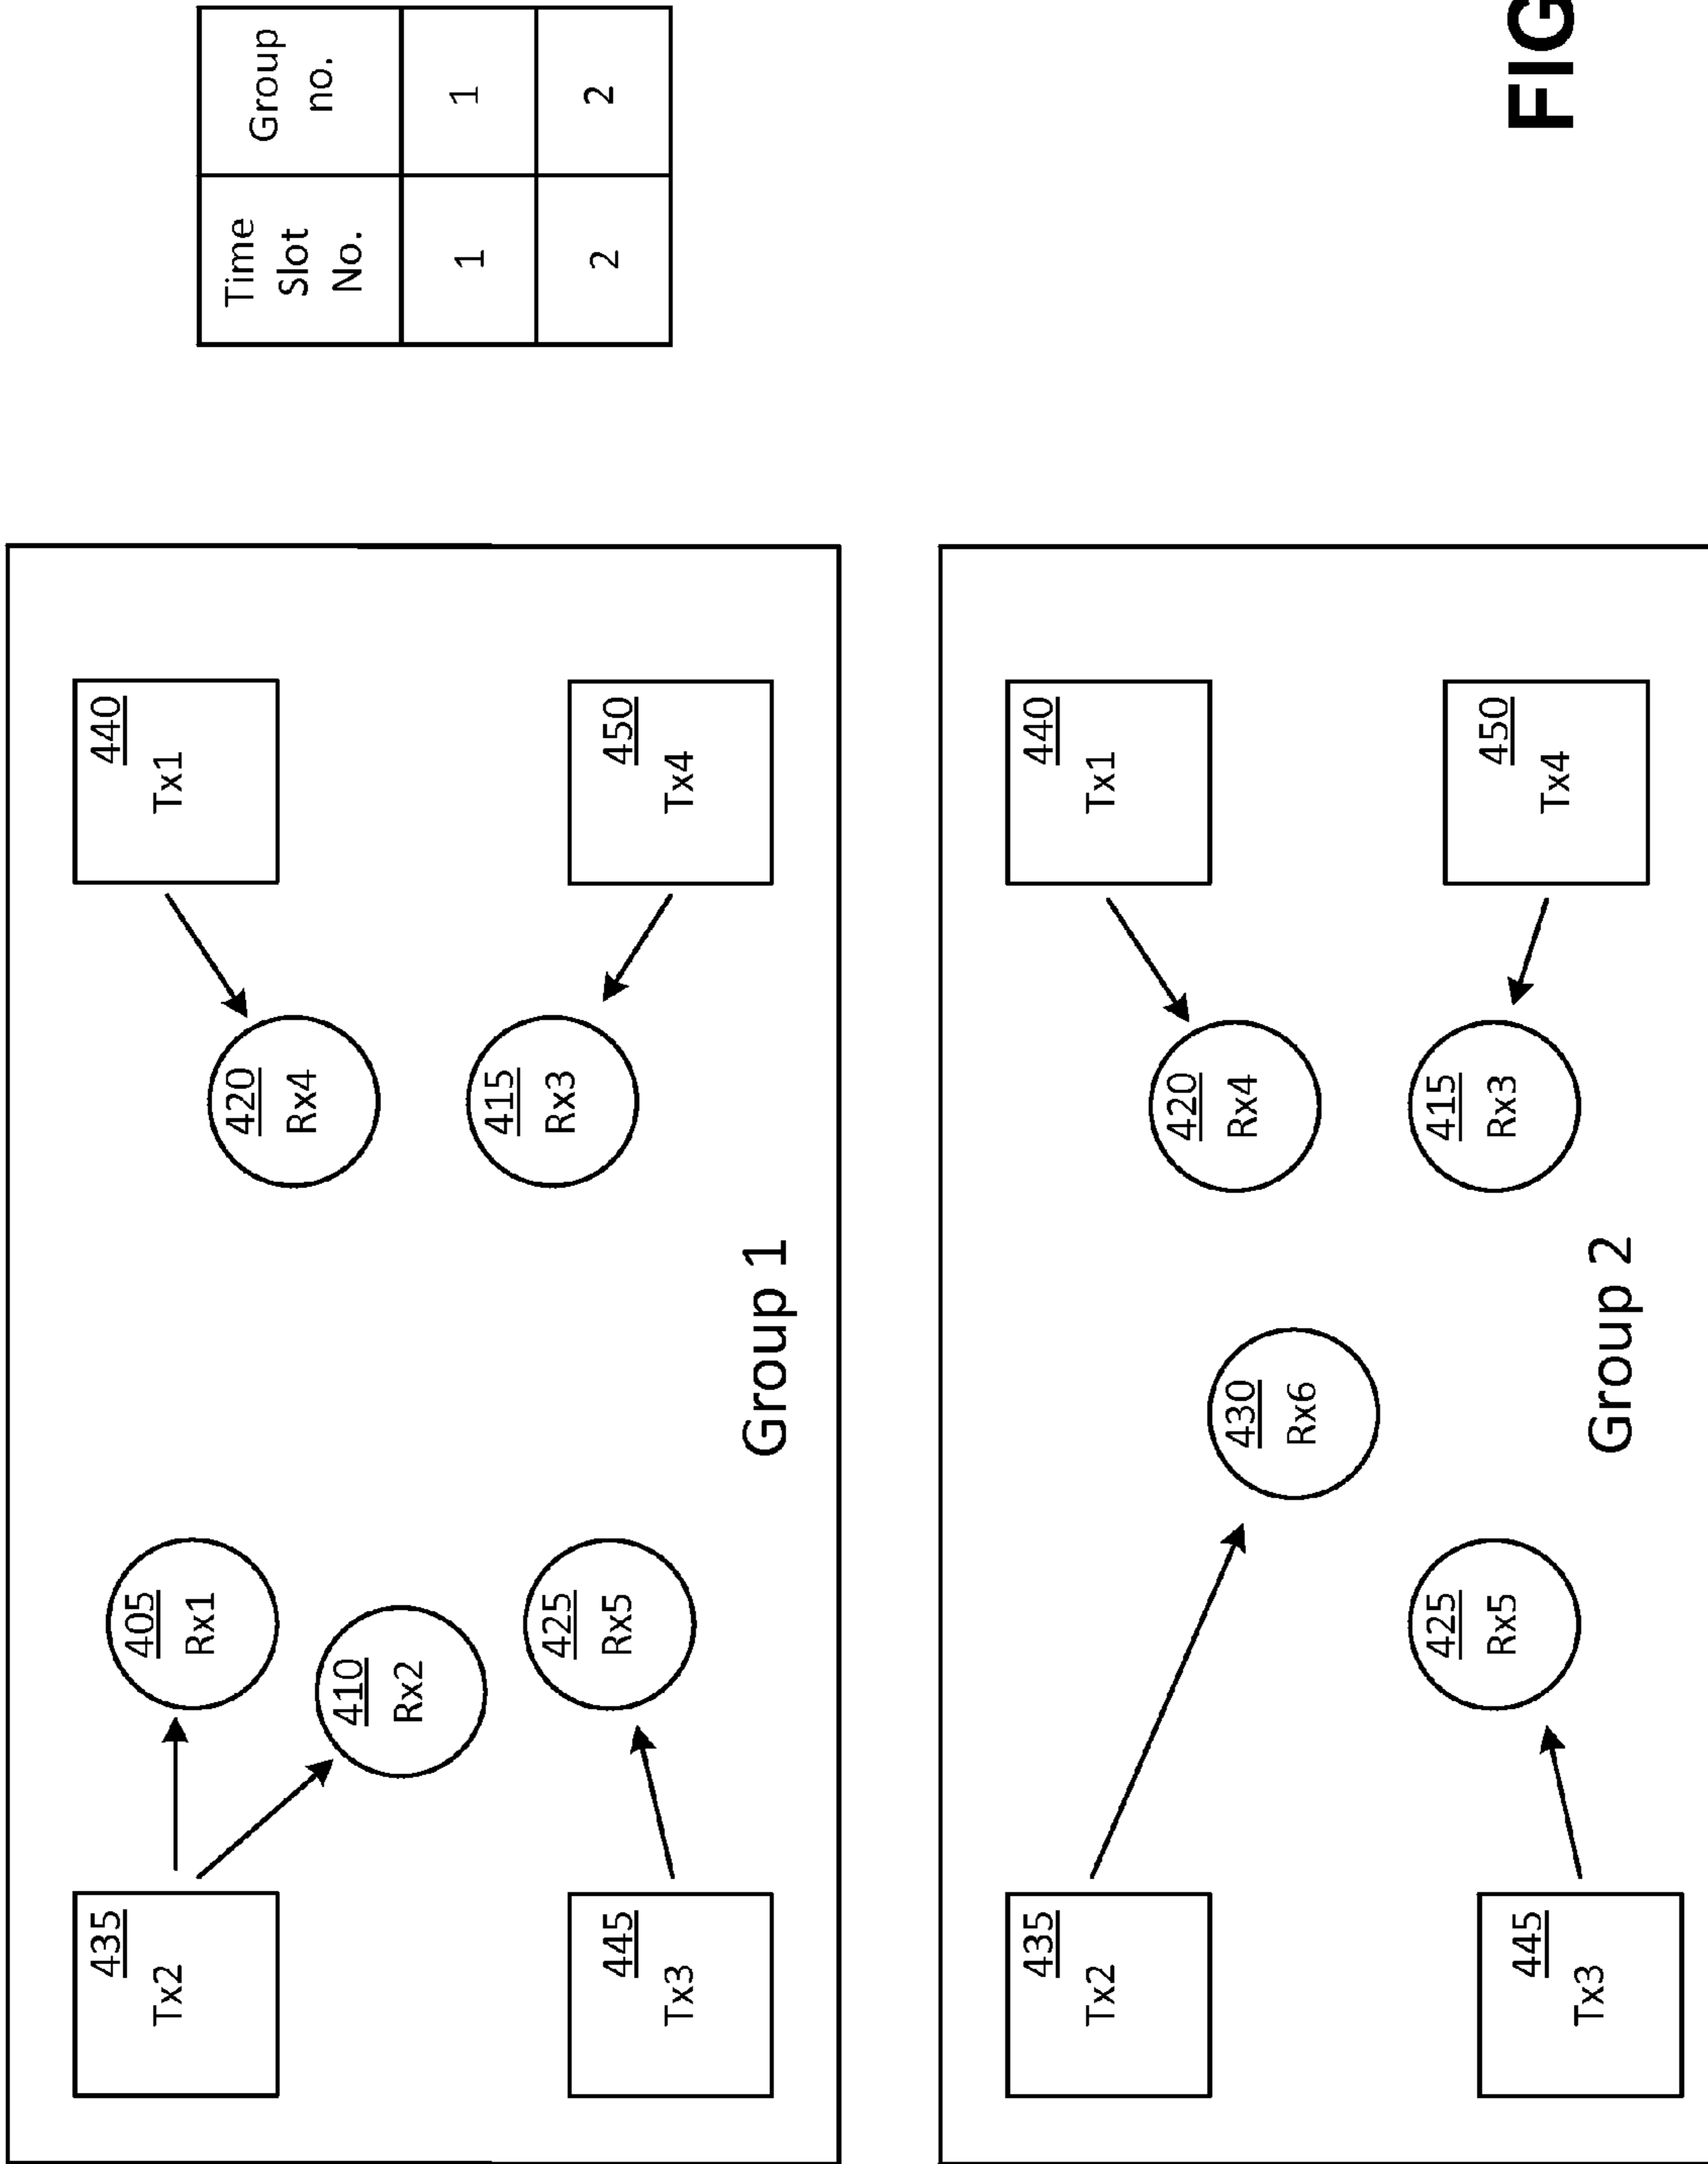 435
Tx2
405
Rx1
410
Rx2
420
Rx4
440
Tx1
445
Tx3
425
Rx5
415
Rx3
450
Tx4
Group 1
Time
Slot
No.
Group
no.
1
1
2
2
435
Tx2
430
Rx6
420
Rx4
440
Tx1
445
Tx3
425
Rx5
415
Rx3
450
Tx4
Group 2
FIG